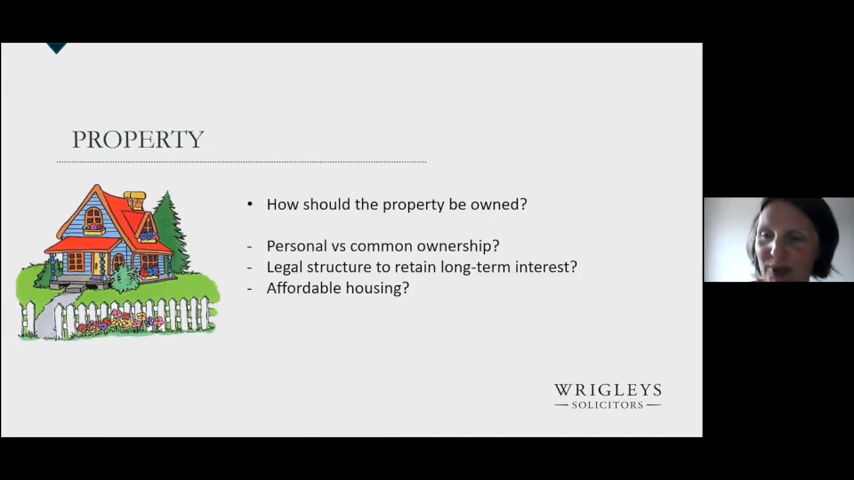 PROPERTY
• How should the property be owned?
- Personal vs common ownership?
- Legal structure to retain long-term interest?
- Affordable housing?
WRIGLEYS
SOLICITORS